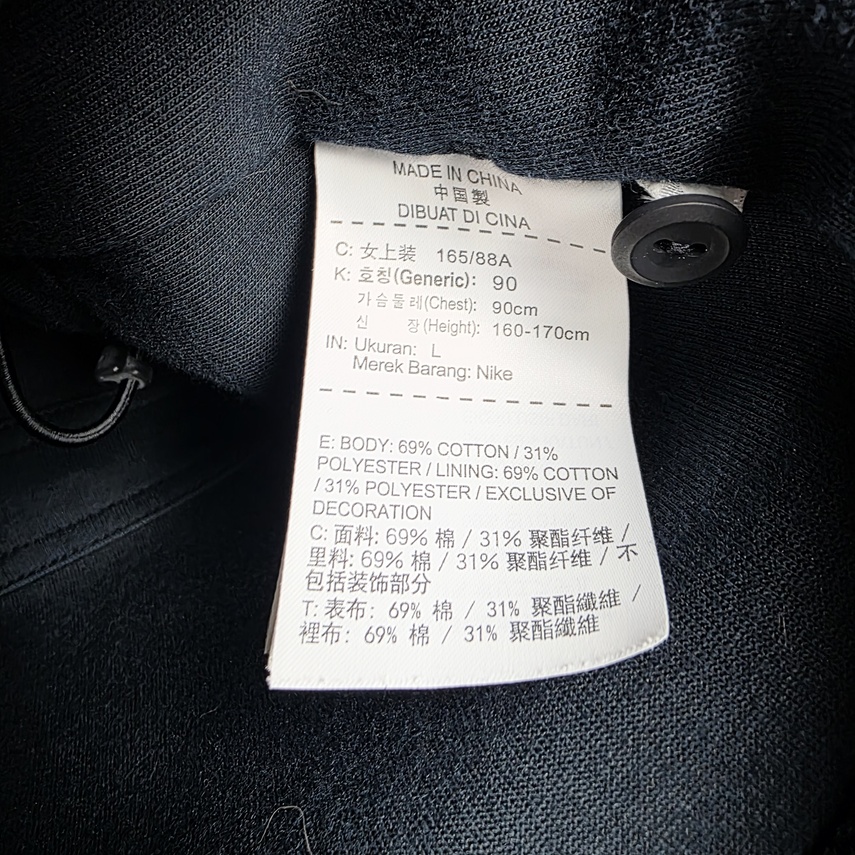 MADE IN CHINA
中国製
DIBUAT DI CINA
C: 女上装 165/88A
K: 호칭(Generic): 90
가슴둘레(Chest): 90cm
신 장(Height): 160-170cm
IN: Ukuran: L
Merek Barang: Nike
E: BODY: 69% COTTON / 31%
POLYESTER / LINING: 69% COTTON
/ 31% POLYESTER / EXCLUSIVE OF
DECORATION
C: 面料: 69% 棉 / 31% 聚酯纤维 /
里料: 69% 棉 / 31% 聚酯纤维 / 不
包括装饰部分
T: 表布: 69% 棉 / 31% 聚酯纖維 /
裡布: 69% 棉 / 31% 聚酯纖維